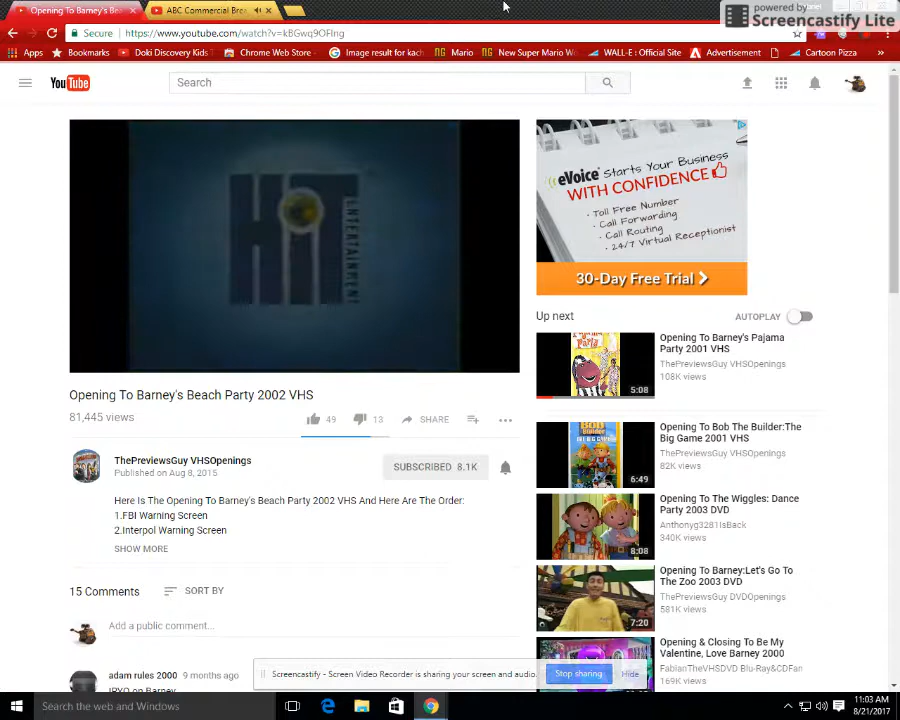 Opening To Barney's Be
ABC Commercial Bre
powered by
Screencastify Lite
Secure
https://www.youtube.com/watch?v=kBGwq9OFlng
Apps
Bookmarks
Doki Discovery Kids
Chrome Web Store
Image result for kach
Mario
New Super Mario W
WALL-E : Official Site
Advertisement
Cartoon Pizza
»
YouTube
Search
HiT
ENTERTAINMENT
eVoice Starts Your Business
WITH CONFIDENCE
- Toll Free Number
- Call Forwarding
- Call Routing
- 24/7 Virtual Receptionist
30-Day Free Trial
Up next
AUTOPLAY
Pajama
Party
5:08
Opening To Barney's Pajama
Party 2001 VHS
ThePreviewsGuy VHSOpenings
108K views
Opening To Barney's Beach Party 2002 VHS
81,445 views
49
13
SHARE
BOB
6:49
Opening To Bob The Builder:The
Big Game 2001 VHS
ThePreviewsGuy VHSOpenings
82K views
ThePreviewsGuy VHSOpenings
Published on Aug 8, 2015
SUBSCRIBED 8.1K
Here Is The Opening To Barney's Beach Party 2002 VHS And Here Are The Order:
1.FBI Warning Screen
2.Interpol Warning Screen
SHOW MORE
8:08
Opening To The Wiggles: Dance
Party 2003 DVD
Anthonyg3281IsBack
340K views
7:20
Opening To Barney:Let's Go To
The Zoo 2003 DVD
ThePreviewsGuy DVDOpenings
581K views
15 Comments
SORT BY
Add a public comment...
Opening & Closing To Be My
Valentine, Love Barney 2000
FabianTheVHSDVD Blu-Ray&CDFan
169K views
adam rules 2000 9 months ago
on Barney
Screencastify - Screen Video Recorder is sharing your screen and audio.
Stop sharing
Hide
Search the web and Windows
11:03 AM
8/21/2017